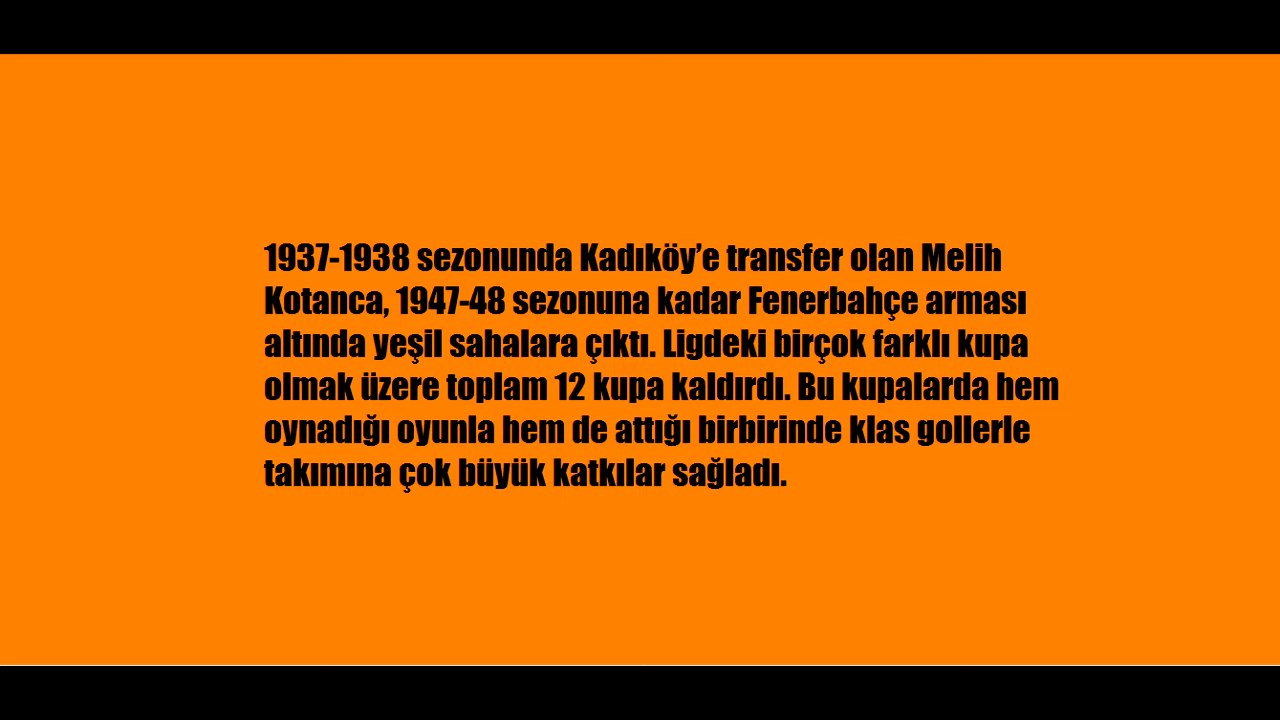 1937-1938 sezonunda Kadıköy’e transfer olan Melih
Kotanca, 1947-48 sezonuna kadar Fenerbahçe arması
altında yeşil sahalara çıktı. Ligdeki birçok farklı kupa
olmak üzere toplam 12 kupa kaldırdı. Bu kupalarda hem
oynadığı oyunla hem de attığı birbirinde klas gollerle
takımına çok büyük katkılar sağladı.